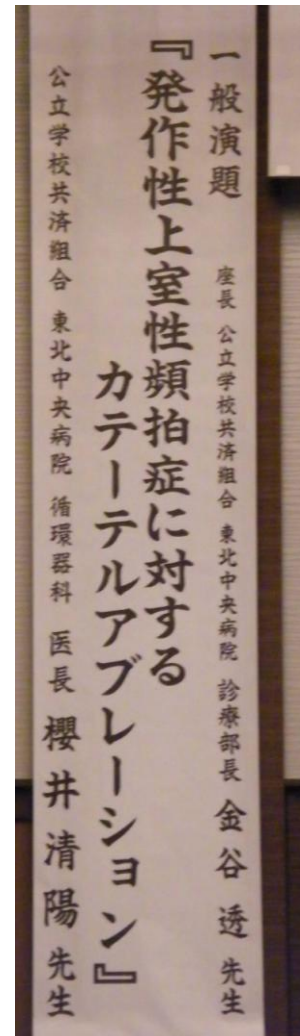 一般演題 座長 公立学校共済組合 東北中央病院 診療部長 金谷 透 先生
『発作性上室性頻拍症に対する
カテーテルアブレーション』
公立学校共済組合 東北中央病院 循環器科 医長 櫻井清陽 先生